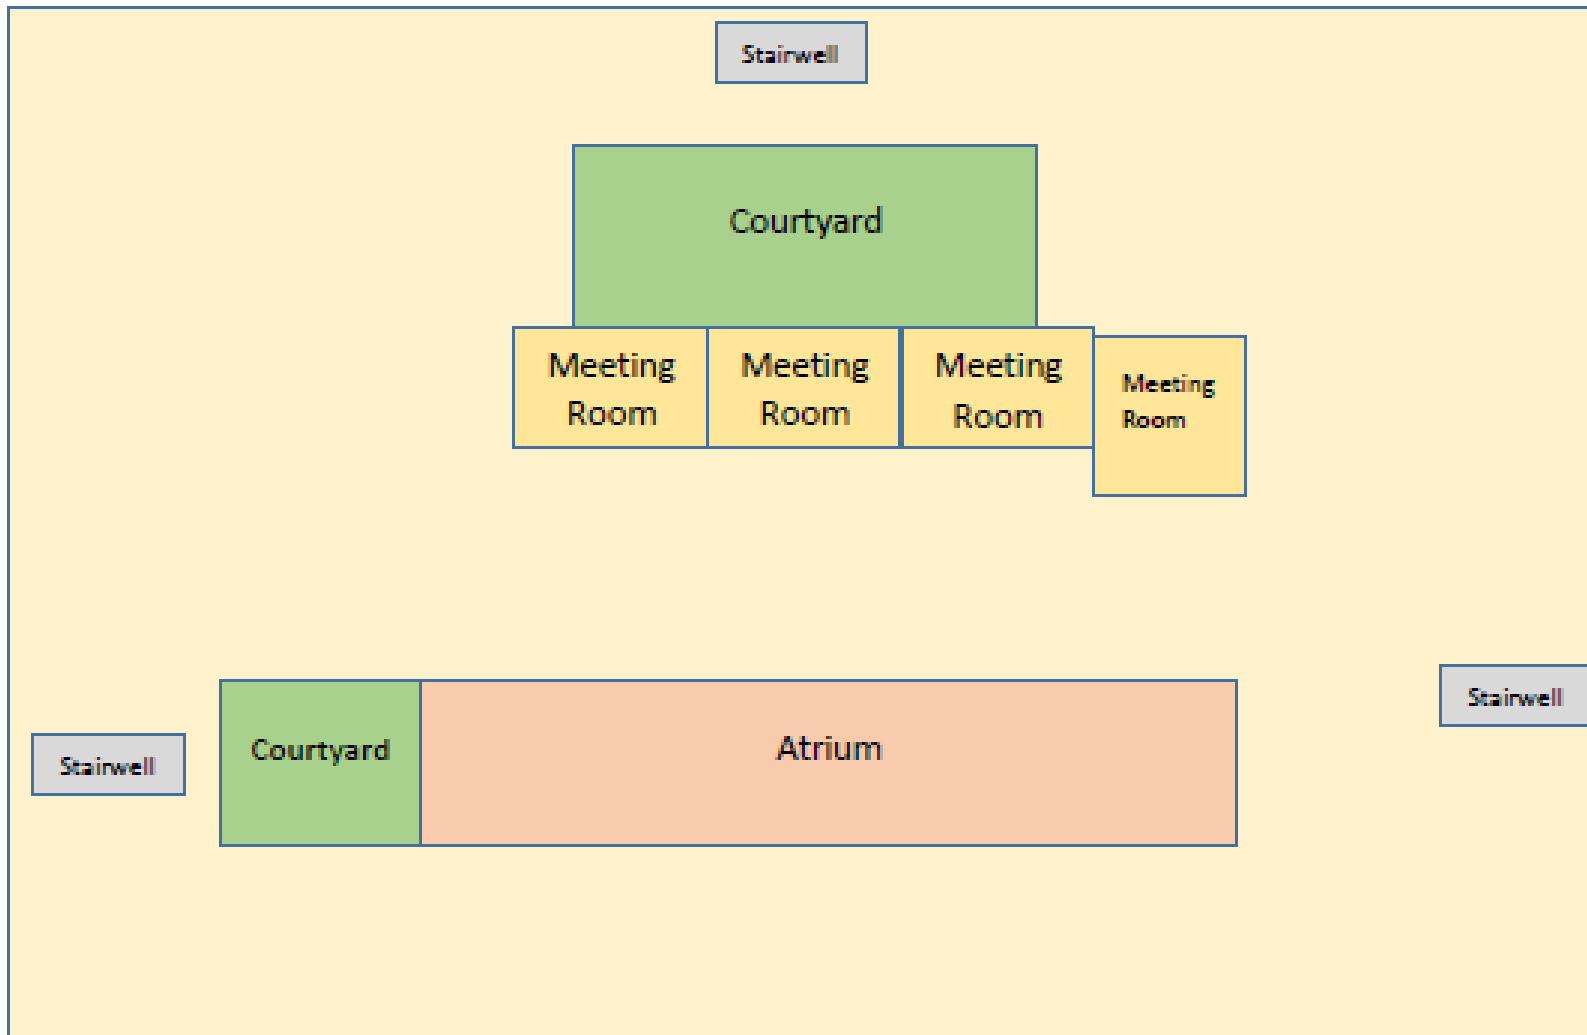 Stairwell
Courtyard
Meeting
Room
Meeting
Room
Meeting
Room
Meeting
Room
Stairwell
Courtyard
Atrium
Stairwell